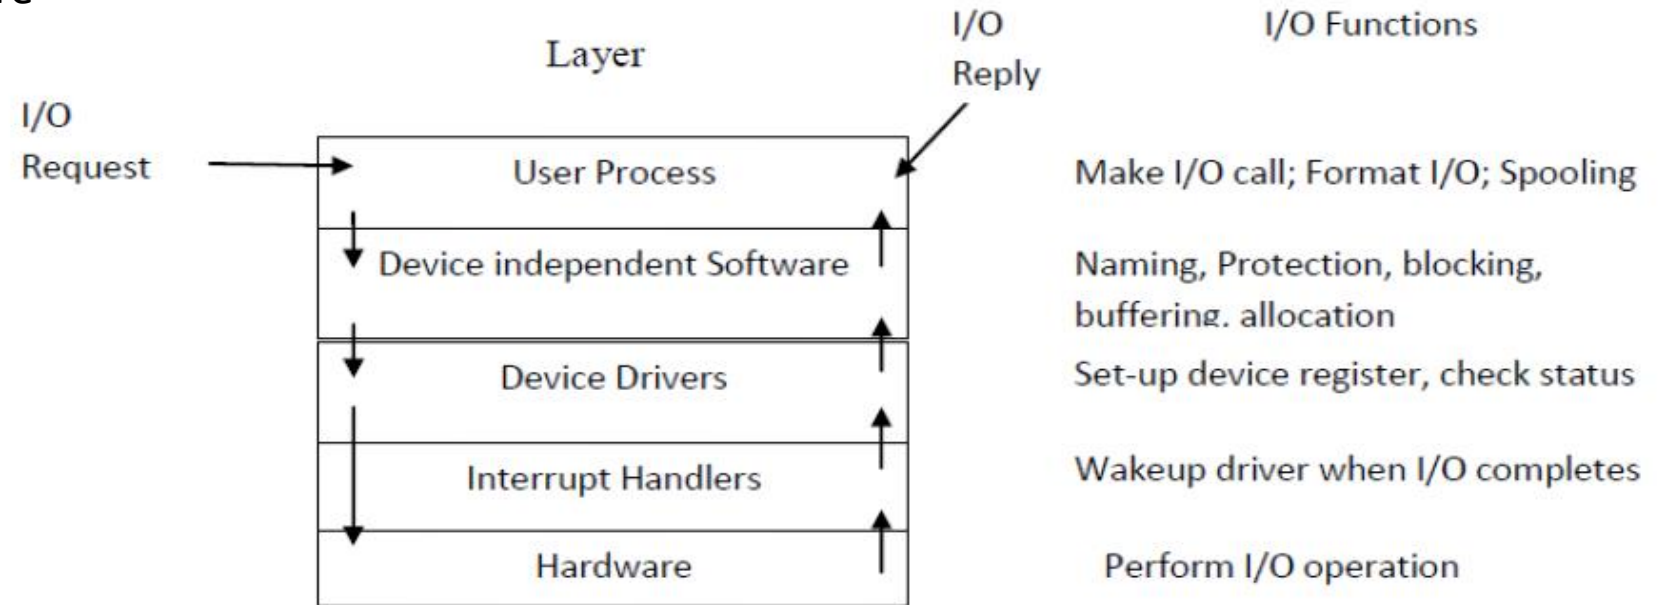 Layer
I/O
Reply
I/O Functions
I/O
Request
User Process
Make I/O call; Format I/O; Spooling
Device independent Software
Naming, Protection, blocking,
buffering, allocation
Device Drivers
Set-up device register, check status
Interrupt Handlers
Wakeup driver when I/O completes
Hardware
Perform I/O operation